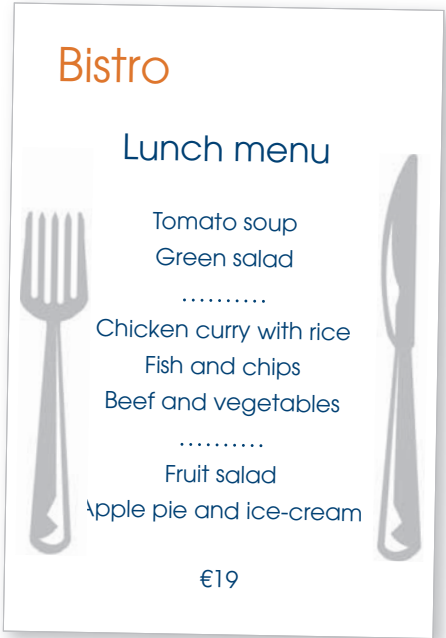 Bistro
Lunch menu
Tomato soup
Green salad
..........
Chicken curry with rice
Fish and chips
Beef and vegetables
..........
Fruit salad
Apple pie and ice-cream
€19